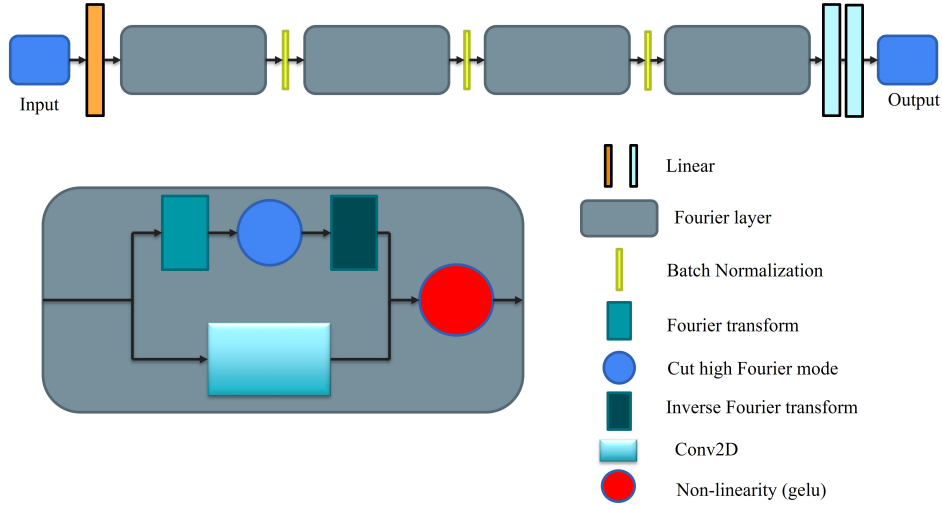 Input
Output
Linear
Fourier layer
Batch Normalization
Fourier transform
Cut high Fourier mode
Inverse Fourier transform
Conv2D
Non-linearity (gelu)